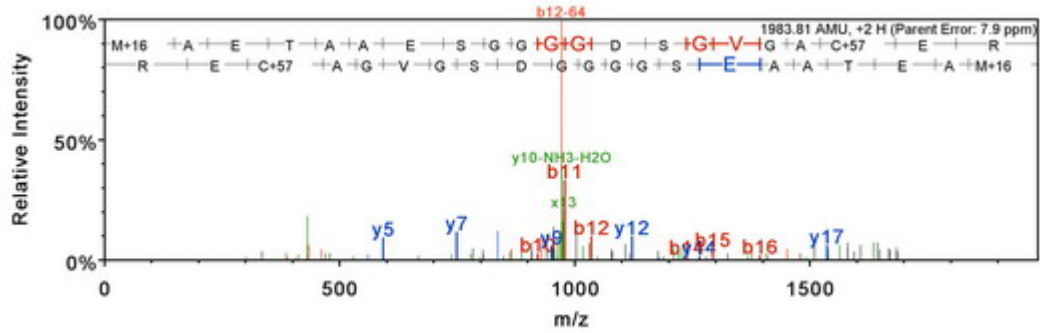 b12-64
100%
1983.81 AMU, +2 H (Parent Error: 7.9 ppm)
M+16 A E T A A E S G G G G D S G V G A C+57 E R
R E C+57 A G V G S D G G G G S E A A T E A M+16
Relative Intensity
50%
y10-NH3-H2O
b11
x13
y5 y7 y9 b12 y12 b15 b16 y17
0%
0 500 1000 1500
m/z